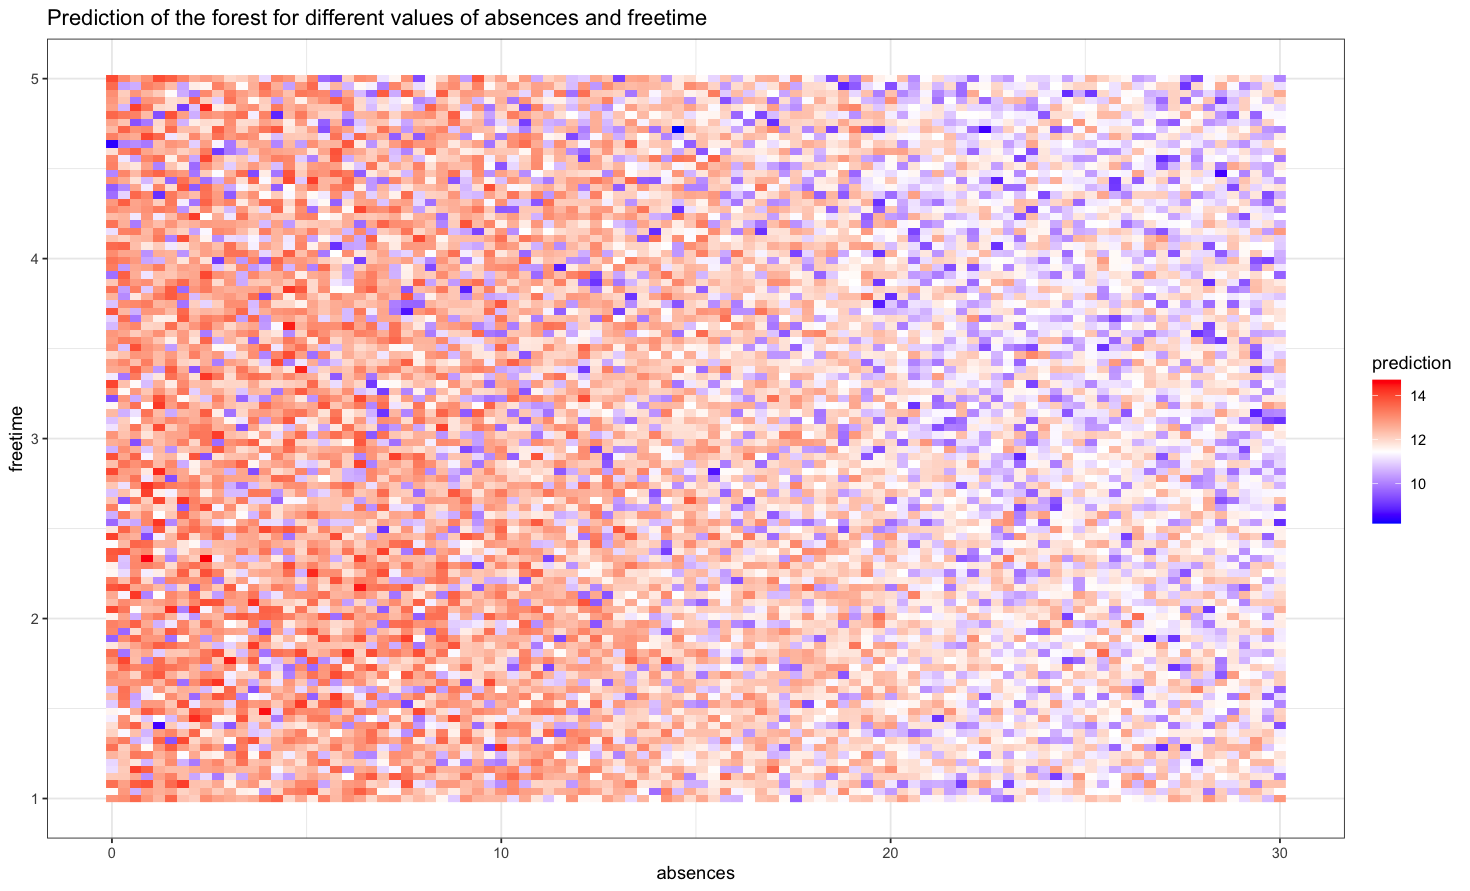 Prediction of the forest for different values of absences and freetime
5
4
3
2
1
freetime
0 10 20 30
absences
prediction
14
12
10